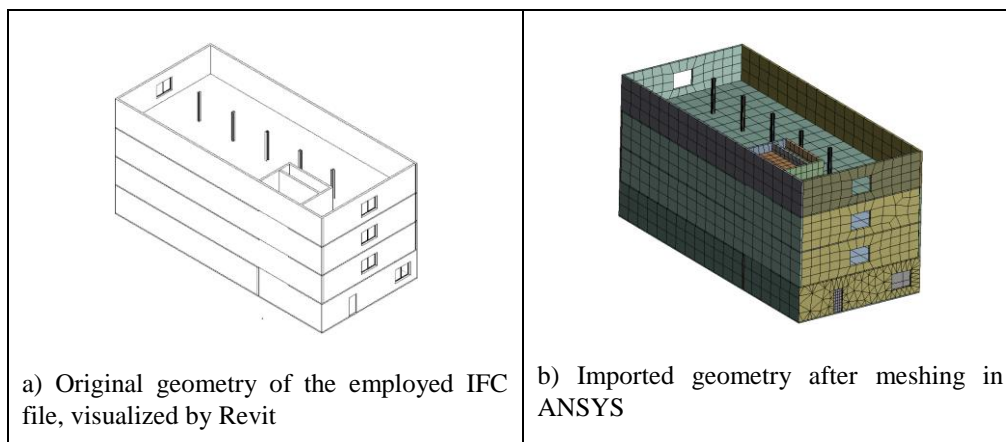 a) Original geometry of the employed IFC
file, visualized by Revit
b) Imported geometry after meshing in
ANSYS